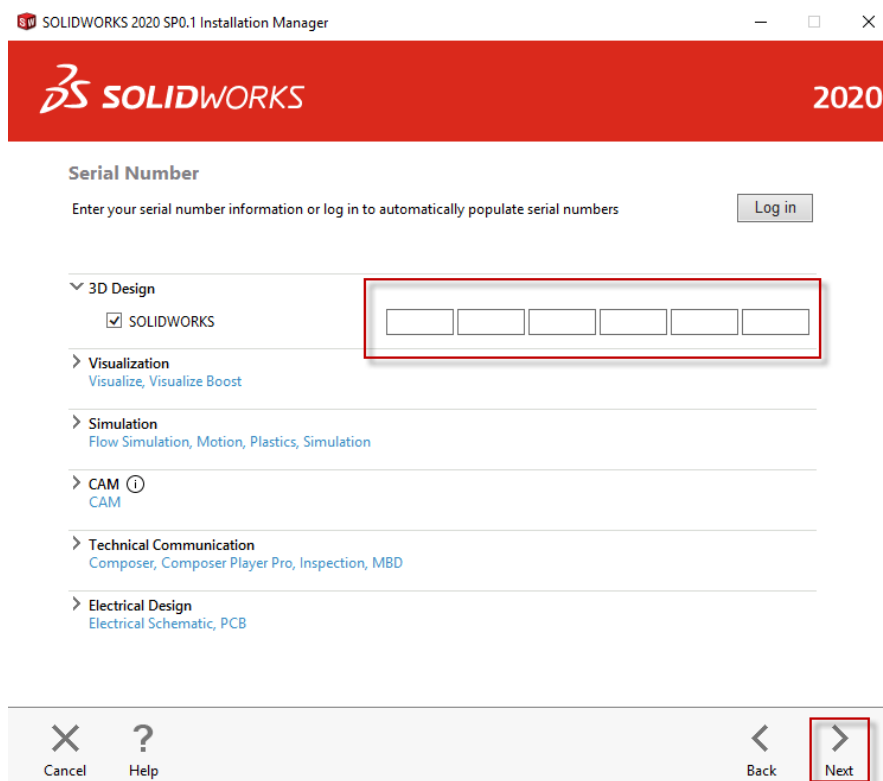 SW SOLIDWORKS 2020 SP0.1 Installation Manager
3S SOLIDWORKS 2020
Serial Number
Enter your serial number information or log in to automatically populate serial numbers Log in
3D Design
SOLIDWORKS
Visualization
Visualize, Visualize Boost
Simulation
Flow Simulation, Motion, Plastics, Simulation
CAM i
CAM
Technical Communication
Composer, Composer Player Pro, Inspection, MBD
Electrical Design
Electrical Schematic, PCB
? 
Cancel Help Back Next